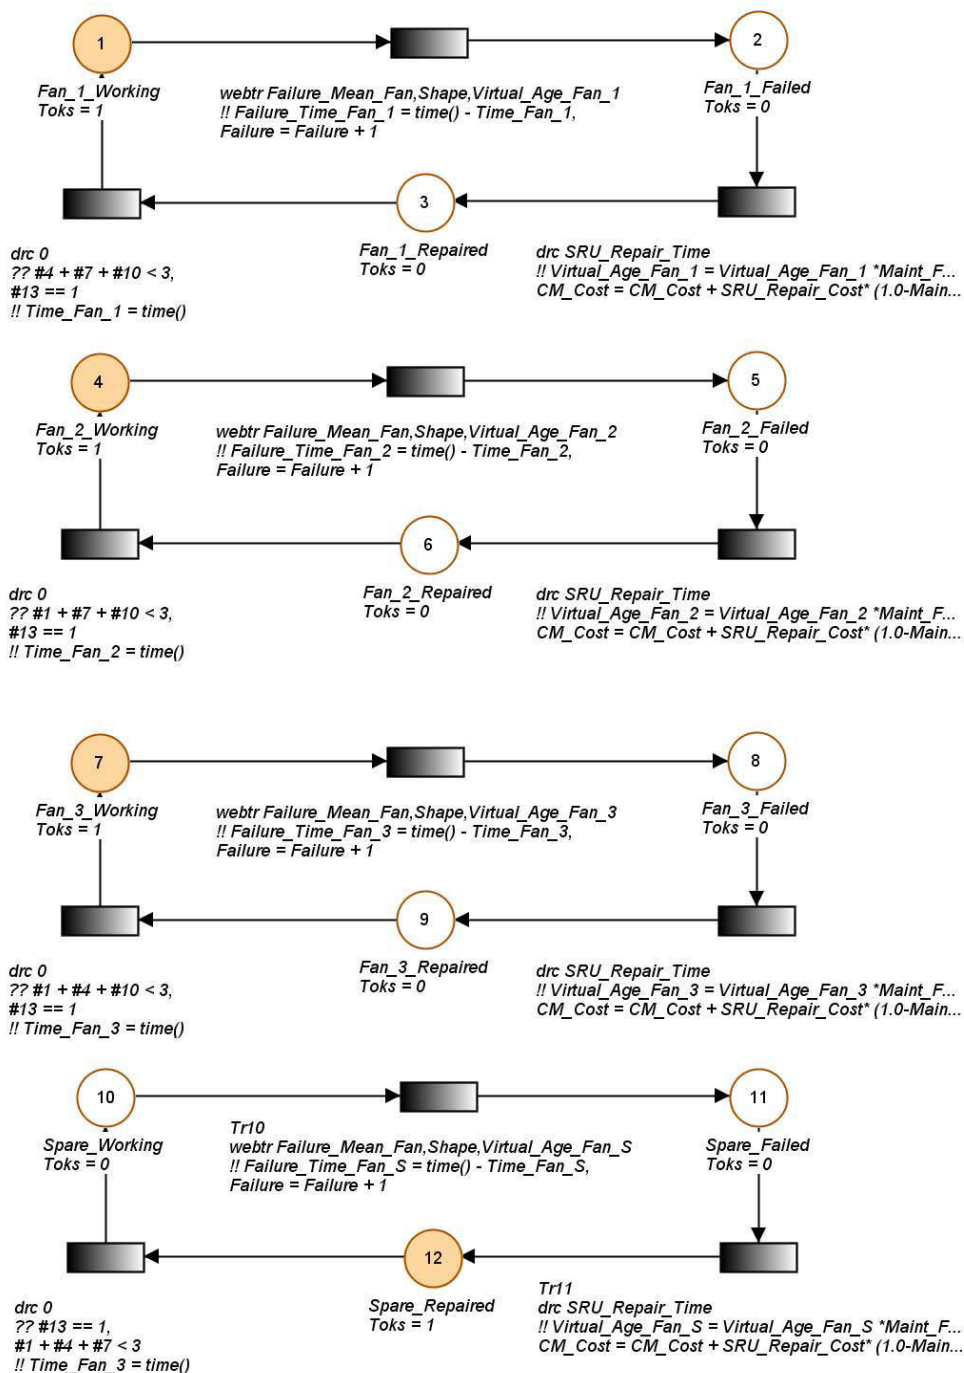 1
2
Fan_1_Working
Toks = 1
webtr Failure_Mean_Fan,Shape,Virtual_Age_Fan_1
!! Failure_Time_Fan_1 = time() - Time_Fan_1,
Failure = Failure + 1
Fan_1_Failed
Toks = 0
3
drc 0
?? #4 + #7 + #10 < 3,
#13 == 1
!! Time_Fan_1 = time()
Fan_1_Repaired
Toks = 0
drc SRU_Repair_Time
!! Virtual_Age_Fan_1 = Virtual_Age_Fan_1 *Maint_F...
CM_Cost = CM_Cost + SRU_Repair_Cost* (1.0-Main...
4
5
Fan_2_Working
Toks = 1
webtr Failure_Mean_Fan,Shape,Virtual_Age_Fan_2
!! Failure_Time_Fan_2 = time() - Time_Fan_2,
Failure = Failure + 1
Fan_2_Failed
Toks = 0
6
drc 0
?? #1 + #7 + #10 < 3,
#13 == 1
!! Time_Fan_2 = time()
Fan_2_Repaired
Toks = 0
drc SRU_Repair_Time
!! Virtual_Age_Fan_2 = Virtual_Age_Fan_2 *Maint_F...
CM_Cost = CM_Cost + SRU_Repair_Cost* (1.0-Main...
7
8
Fan_3_Working
Toks = 1
webtr Failure_Mean_Fan,Shape,Virtual_Age_Fan_3
!! Failure_Time_Fan_3 = time() - Time_Fan_3,
Failure = Failure + 1
Fan_3_Failed
Toks = 0
9
drc 0
?? #1 + #4 + #10 < 3,
#13 == 1
!! Time_Fan_3 = time()
Fan_3_Repaired
Toks = 0
drc SRU_Repair_Time
!! Virtual_Age_Fan_3 = Virtual_Age_Fan_3 *Maint_F...
CM_Cost = CM_Cost + SRU_Repair_Cost* (1.0-Main...
10
11
Spare_Working
Toks = 0
Tr10
webtr Failure_Mean_Fan,Shape,Virtual_Age_Fan_S
!! Failure_Time_Fan_S = time() - Time_Fan_S,
Failure = Failure + 1
Spare_Failed
Toks = 0
12
drc 0
?? #13 == 1,
#1 + #4 + #7 < 3
!! Time_Fan_3 = time()
Spare_Repaired
Toks = 1
Tr11
drc SRU_Repair_Time
!! Virtual_Age_Fan_S = Virtual_Age_Fan_S *Maint_F...
CM_Cost = CM_Cost + SRU_Repair_Cost* (1.0-Main...